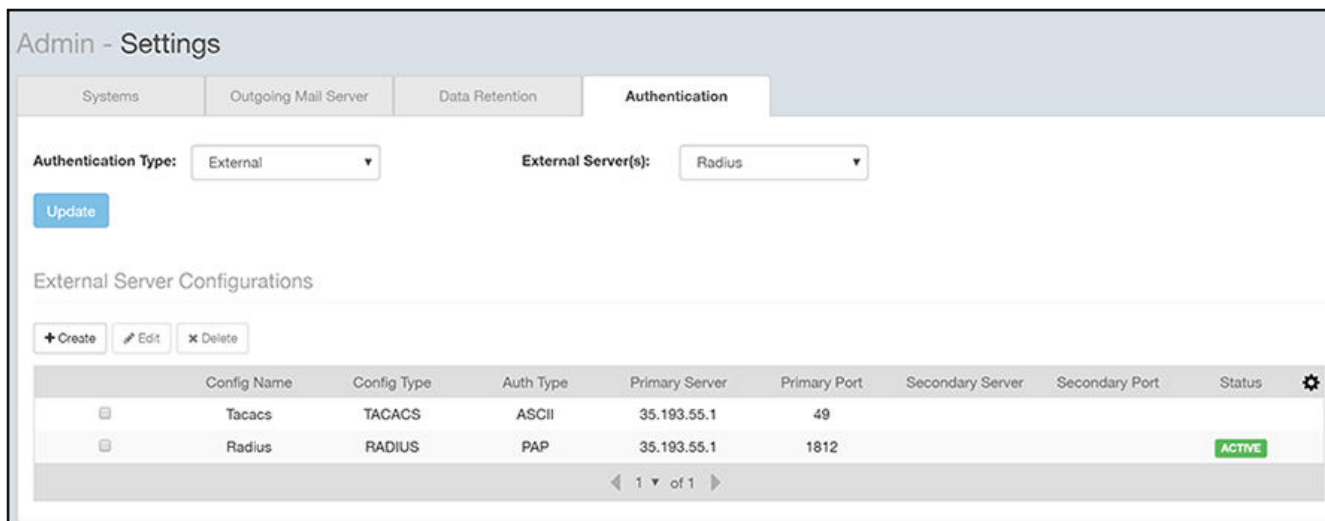 Admin - Settings
Systems Outgoing Mail Server Data Retention Authentication
Authentication Type: External External Server(s): Radius
Update
External Server Configurations
Create Edit Delete
Config Name Config Type Auth Type Primary Server Primary Port Secondary Server Secondary Port Status
Tacacs TACACS ASCII 35.193.55.1 49
Radius RADIUS PAP 35.193.55.1 1812 ACTIVE
1 of 1